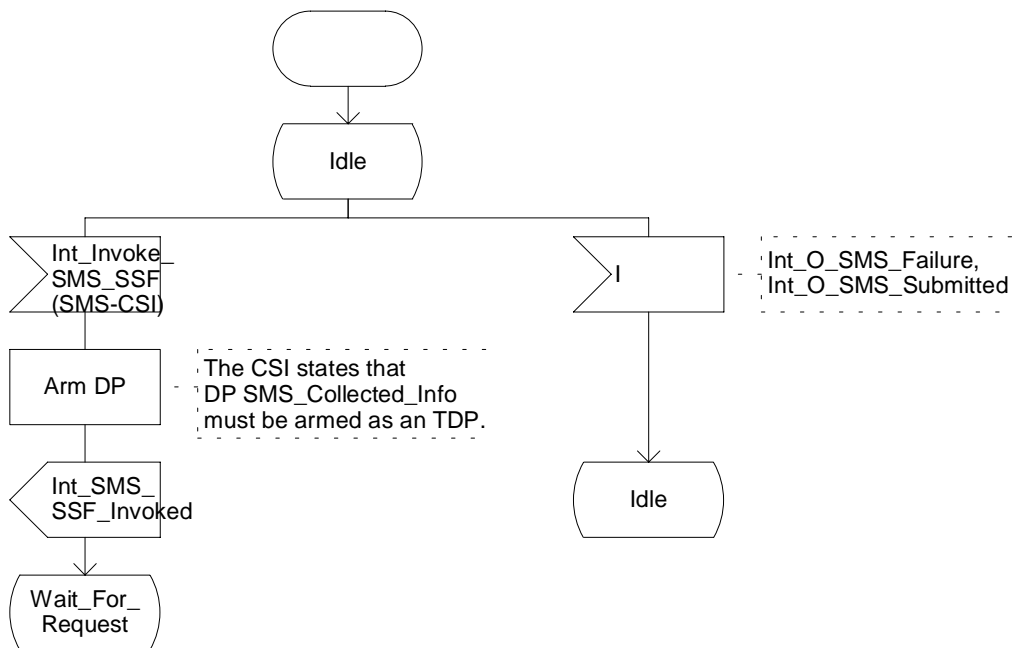 Idle
Int_Invoke_
SMS_SSF
(SMS-CSI)
I
Int_O_SMS_Failure,
Int_O_SMS_Submitted
Arm DP
The CSI states that
DP SMS_Collected_Info
must be armed as an TDP.
Int_SMS_
SSF_Invoked
Idle
Wait_For_
Request